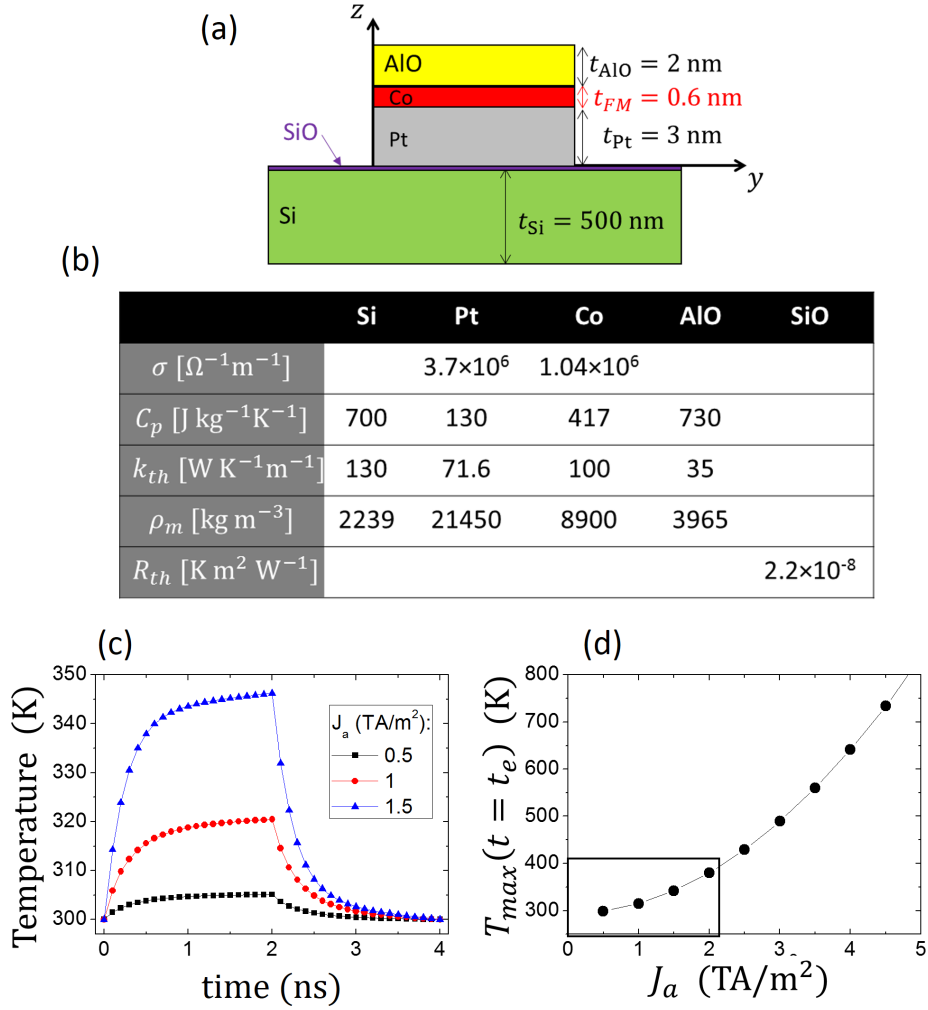 (a)
z
AlO
t_AlO = 2 nm
Co
t_FM = 0.6 nm
SiO
Pt
t_Pt = 3 nm
y
Si
t_Si = 500 nm
(b)
Si Pt Co AlO SiO
σ [Ω⁻¹m⁻¹] 3.7×10⁶ 1.04×10⁶
C_p [J kg⁻¹K⁻¹] 700 130 417 730
k_th [W K⁻¹m⁻¹] 130 71.6 100 35
ρ_m [kg m⁻³] 2239 21450 8900 3965
R_th [K m² W⁻¹] 2.2×10⁻⁸
(c)
Temperature (K)
350
340
330
320
310
300
0 1 2 3 4
time (ns)
J_a (TA/m²):
0.5
1
1.5
(d)
T_max(t = t_e) (K)
800
700
600
500
400
300
0 1 2 3 4 5
J_a (TA/m²)